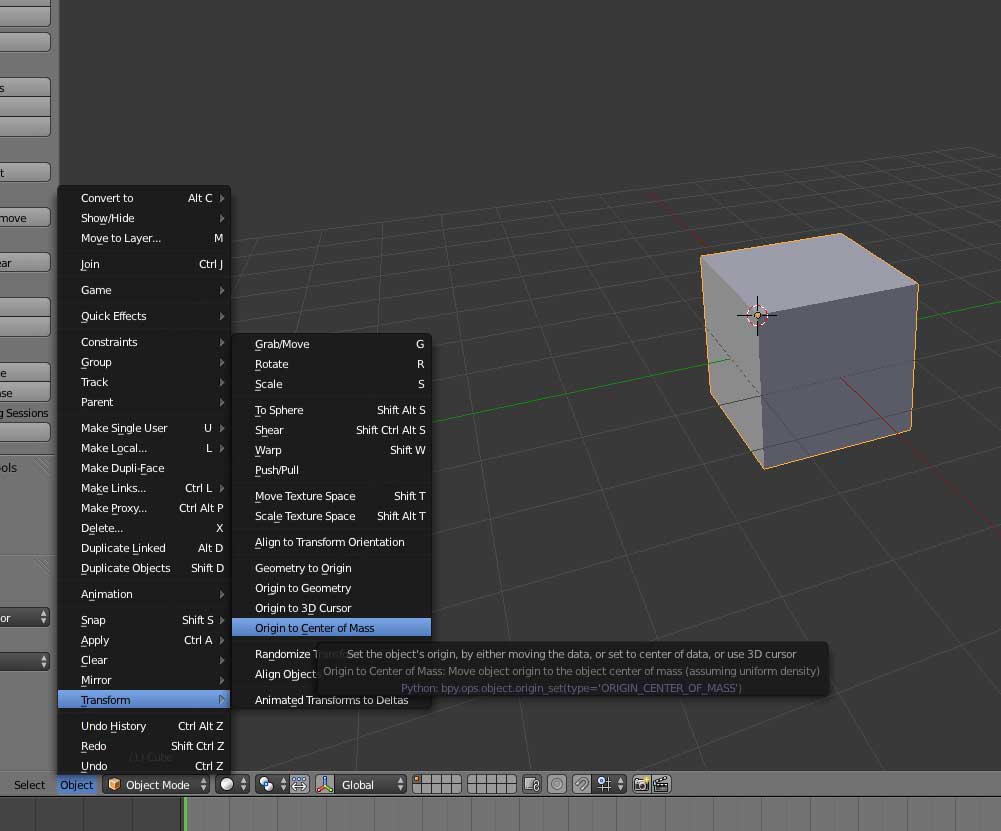 s
t
move
ear
e
se
g Sessions
ools
or
Convert to Alt C
Show/Hide
Move to Layer... M
Join Ctrl J
Game
Quick Effects
Constraints
Group
Track
Parent
Make Single User U
Make Local... L
Make Dupli-Face
Make Links... Ctrl L
Make Proxy... Ctrl Alt P
Delete... X
Duplicate Linked Alt D
Duplicate Objects Shift D
Animation
Snap Shift S
Apply Ctrl A
Clear
Mirror
Transform
Undo History Ctrl Alt Z
Redo Shift Ctrl Z
(1) Cube
Undo Ctrl Z
Grab/Move G
Rotate R
Scale S
To Sphere Shift Alt S
Shear Shift Ctrl Alt S
Warp Shift W
Push/Pull
Move Texture Space Shift T
Scale Texture Space Shift Alt T
Align to Transform Orientation
Geometry to Origin
Origin to Geometry
Origin to 3D Cursor
Origin to Center of Mass
Randomize Transform
Align Object
Animated Transforms to Deltas
Set the object's origin, by either moving the data, or set to center of data, or use 3D cursor
Origin to Center of Mass: Move object origin to the object center of mass (assuming uniform density)
Python: bpy.ops.object.origin_set(type='ORIGIN_CENTER_OF_MASS')
Select Object Object Mode Global